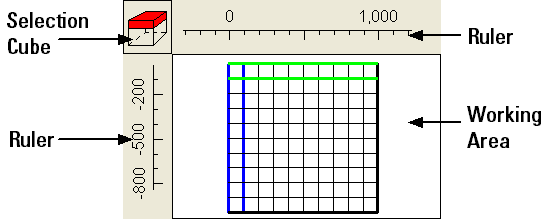 Selection
Cube
0
1,000
Ruler
-200
Ruler
-500
-800
Working
Area